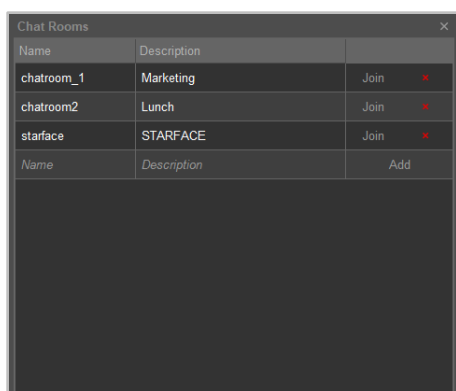 Chat Rooms ×
Name Description
chatroom_1 Marketing Join ×
chatroom2 Lunch Join ×
starface STARFACE Join ×
Name Description Add